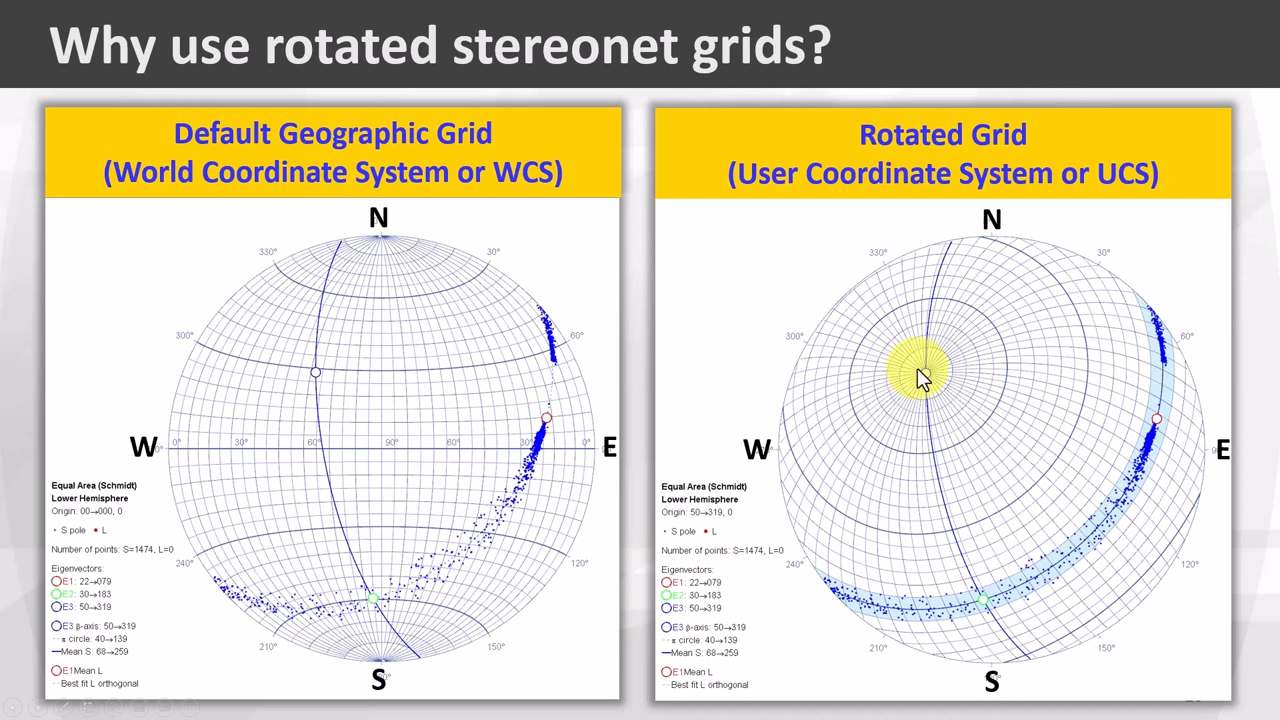 Why use rotated stereonet grids?
Default Geographic Grid
(World Coordinate System or WCS)
N
330°
30°
300°
60°
W
0°
30°
60°
90°
60°
30°
0°
E
240°
120°
210°
150°
S
Equal Area (Schmidt)
Lower Hemisphere
Origin: 00→000, 0
S pole L
Number of points: S=1474, L=0
Eigenvectors:
E1: 22→079
E2: 30→183
E3: 50→319
E3 β-axis: 50→319
π circle: 40→139
Mean S: 68→259
E1Mean L
Best fit L orthogonal
Rotated Grid
(User Coordinate System or UCS)
N
330°
30°
300°
60°
W
E
240°
120°
210°
150°
S
Equal Area (Schmidt)
Lower Hemisphere
Origin: 50→319, 0
S pole L
Number of points: S=1474, L=0
Eigenvectors:
E1: 22→079
E2: 30→183
E3: 50→319
E3 β-axis: 50→319
π circle: 40→139
Mean S: 68→259
E1Mean L
Best fit L orthogonal